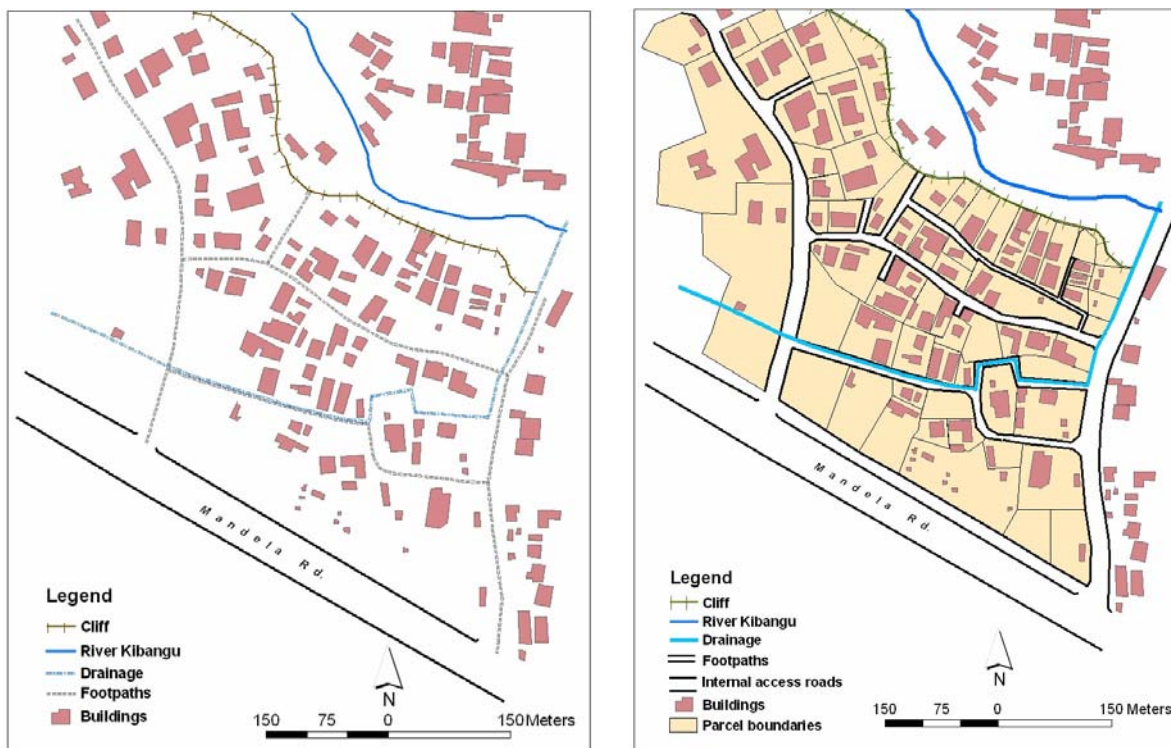 Mandela Rd.
Legend
Cliff
River Kibangu
Drainage
Footpaths
Buildings
N
150 75 0 150 Meters
Mandela Rd.
Legend
Cliff
River Kibangu
Drainage
Footpaths
Internal access roads
Buildings
Parcel boundaries
N
150 75 0 150 Meters